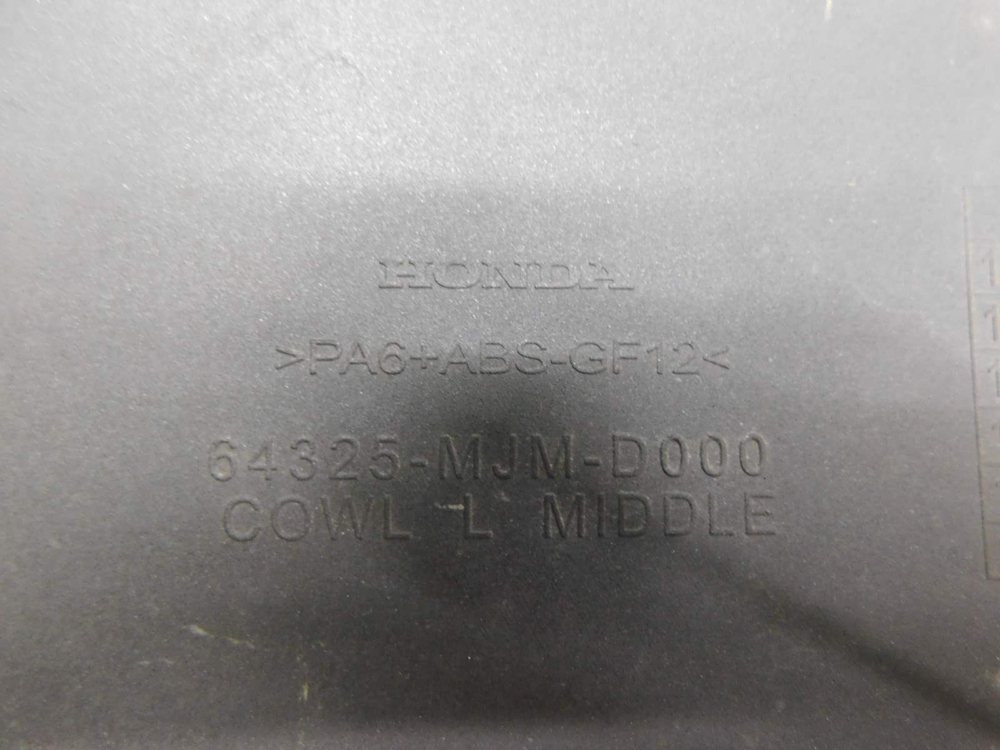 HONDA
>PA6+ABS-GF12<
64325-MJM-D000
COWL L MIDDLE